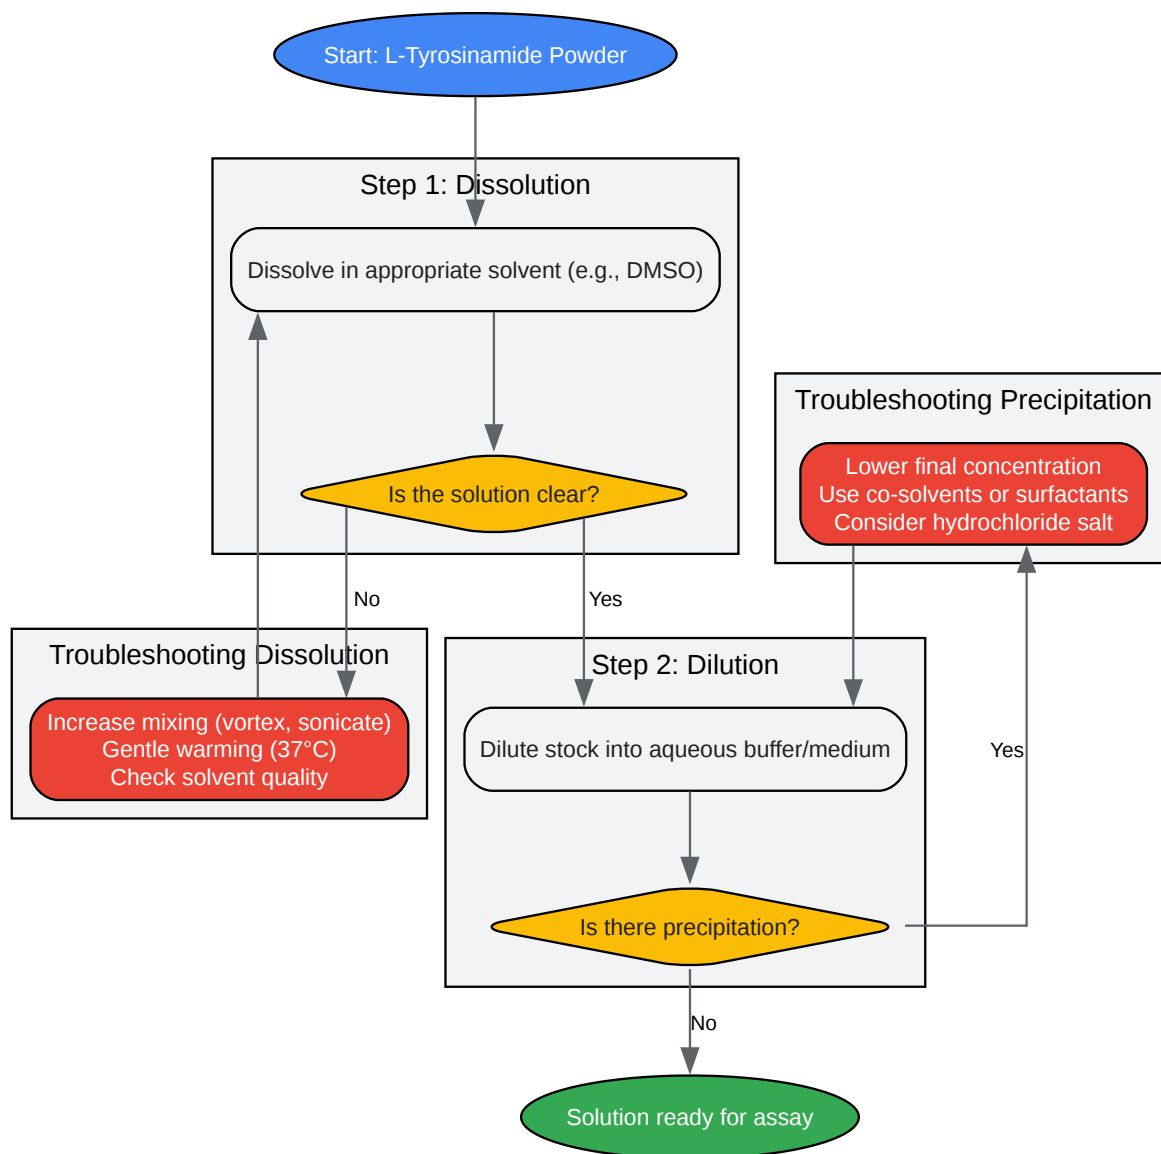 Start: L-Tyrosinamide Powder
Step 1: Dissolution
Dissolve in appropriate solvent (e.g., DMSO)
Is the solution clear?
No
Yes
Troubleshooting Dissolution
Increase mixing (vortex, sonicate)
Gentle warming (37°C)
Check solvent quality
Troubleshooting Precipitation
Lower final concentration
Use co-solvents or surfactants
Consider hydrochloride salt
Step 2: Dilution
Dilute stock into aqueous buffer/medium
Yes
Is there precipitation?
No
Solution ready for assay